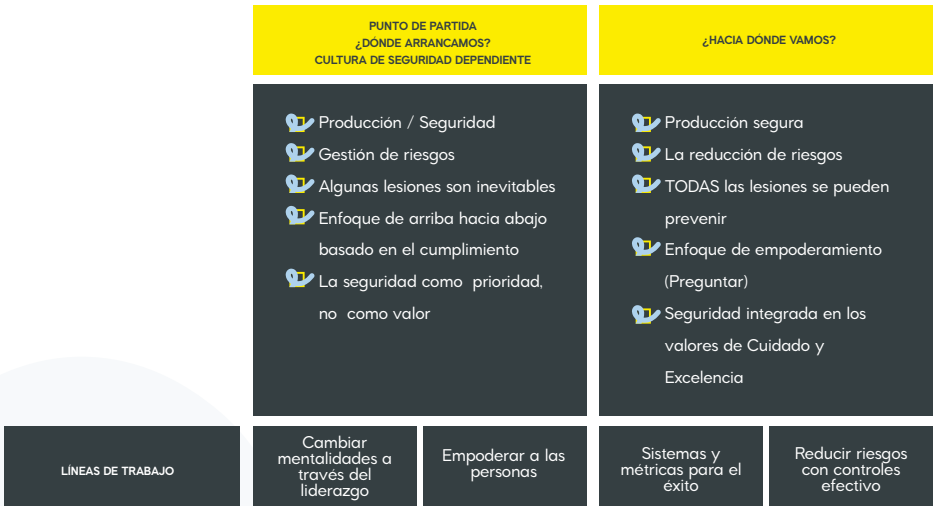 PUNTO DE PARTIDA
¿DÓNDE ARRANCAMOS?
CULTURA DE SEGURIDAD DEPENDIENTE
¿HACIA DÓNDE VAMOS?
Producción / Seguridad
Gestión de riesgos
Algunas lesiones son inevitables
Enfoque de arriba hacia abajo
basado en el cumplimiento
La seguridad como prioridad,
no como valor
Producción segura
La reducción de riesgos
TODAS las lesiones se pueden
prevenir
Enfoque de empoderamiento
(Preguntar)
Seguridad integrada en los
valores de Cuidado y
Excelencia
LÍNEAS DE TRABAJO
Cambiar
mentalidades a
través del
liderazgo
Empoderar a las
personas
Sistemas y
métricas para el
éxito
Reducir riesgos
con controles
efectivo